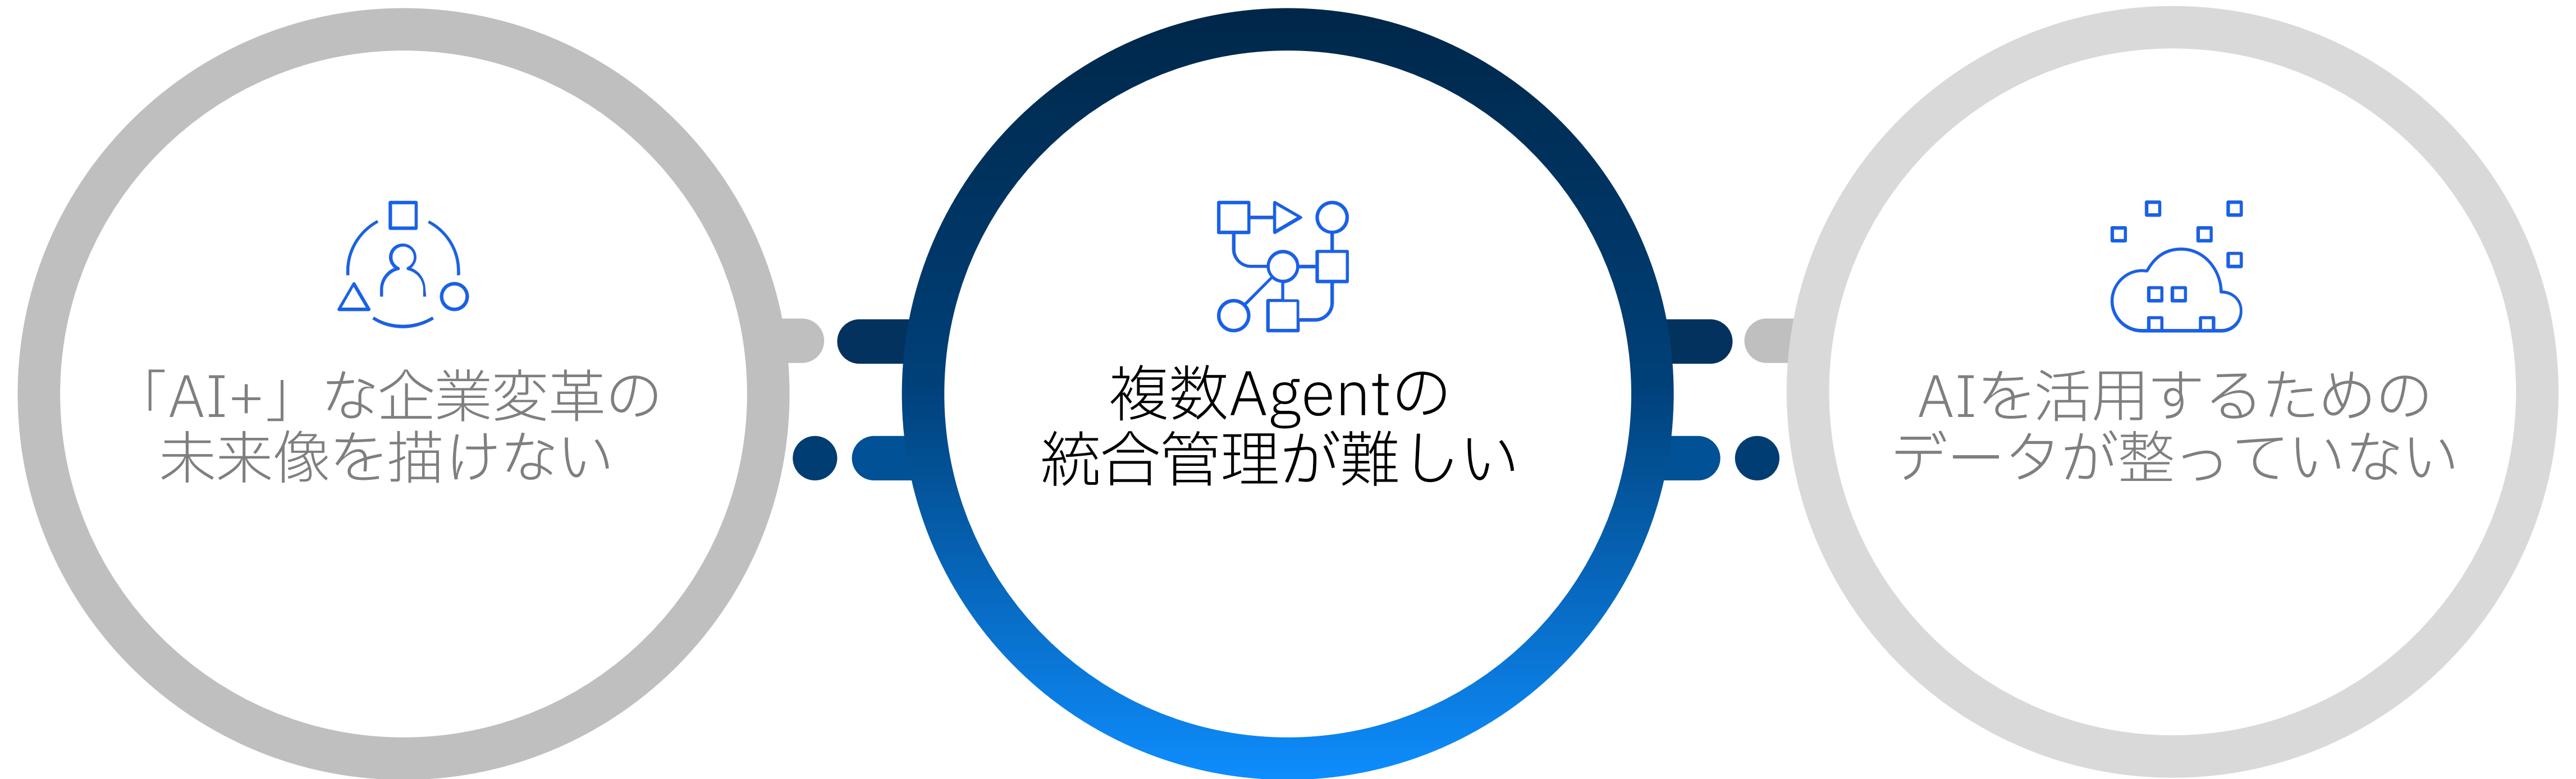 「AI+」な企業変革の
未来像を描けない
複数Agentの
統合管理が難しい
AIを活用するための
データが整っていない